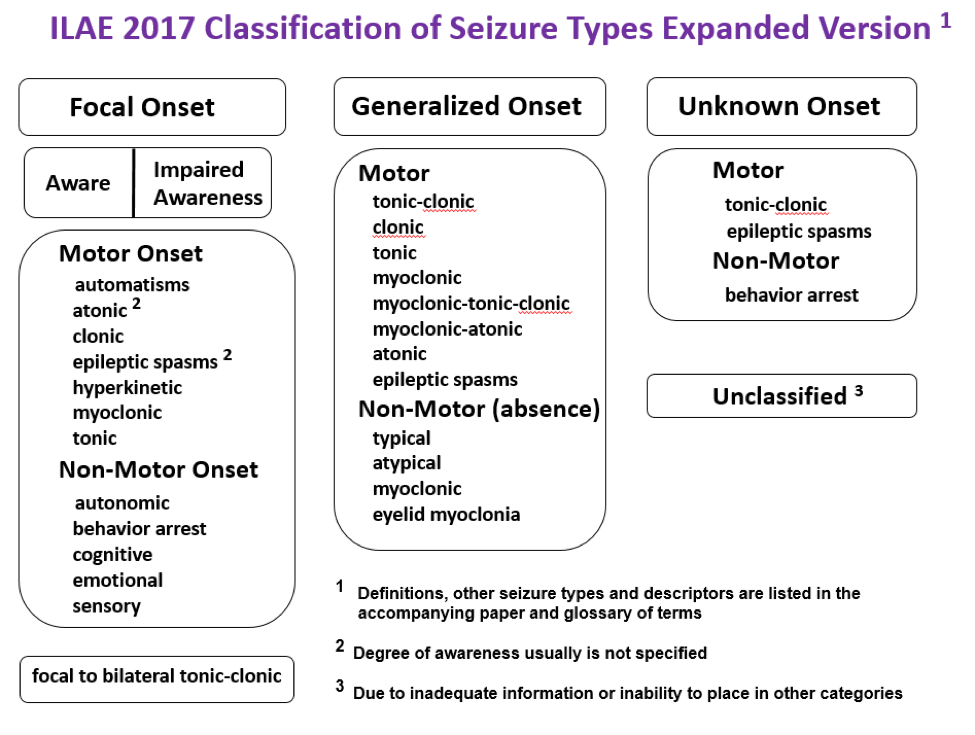 ILAE 2017 Classification of Seizure Types Expanded Version 1
Focal Onset
Aware
Impaired
Awareness
Motor Onset
automatisms
atonic 2
clonic
epileptic spasms 2
hyperkinetic
myoclonic
tonic
Non-Motor Onset
autonomic
behavior arrest
cognitive
emotional
sensory
focal to bilateral tonic-clonic
Generalized Onset
Motor
tonic-clonic
clonic
tonic
myoclonic
myoclonic-tonic-clonic
myoclonic-atonic
atonic
epileptic spasms
Non-Motor (absence)
typical
atypical
myoclonic
eyelid myoclonia
Unknown Onset
Motor
tonic-clonic
epileptic spasms
Non-Motor
behavior arrest
Unclassified 3
1 Definitions, other seizure types and descriptors are listed in the
accompanying paper and glossary of terms
2 Degree of awareness usually is not specified
3 Due to inadequate information or inability to place in other categories